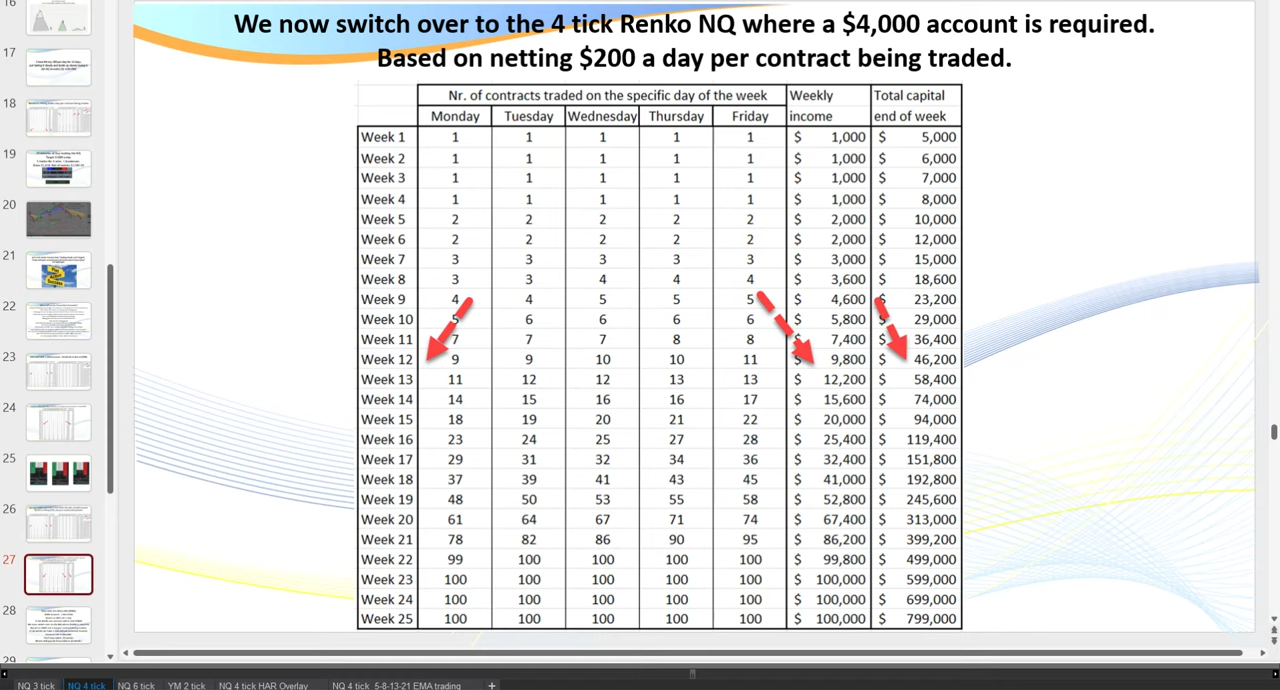 We now switch over to the 4 tick Renko NQ where a $4,000 account is required.
Based on netting $200 a day per contract being traded.
Nr. of contracts traded on the specific day of the week Weekly Total capital
Monday Tuesday Wednesday Thursday Friday income end of week
Week 1 1 1 1 1 1 $ 1,000 $ 5,000
Week 2 1 1 1 1 1 $ 1,000 $ 6,000
Week 3 1 1 1 1 1 $ 1,000 $ 7,000
Week 4 1 1 1 1 1 $ 1,000 $ 8,000
Week 5 2 2 2 2 2 $ 2,000 $ 10,000
Week 6 2 2 2 2 2 $ 2,000 $ 12,000
Week 7 3 3 3 3 3 $ 3,000 $ 15,000
Week 8 3 3 4 4 4 $ 3,600 $ 18,600
Week 9 4 4 5 5 5 $ 4,600 $ 23,200
Week 10 5 6 6 6 6 $ 5,800 $ 29,000
Week 11 7 7 7 8 8 $ 7,400 $ 36,400
Week 12 9 9 10 10 11 $ 9,800 $ 46,200
Week 13 11 12 12 13 13 $ 12,200 $ 58,400
Week 14 14 15 16 16 17 $ 15,600 $ 74,000
Week 15 18 19 20 21 22 $ 20,000 $ 94,000
Week 16 23 24 25 27 28 $ 25,400 $ 119,400
Week 17 29 31 32 34 36 $ 32,400 $ 151,800
Week 18 37 39 41 43 45 $ 41,000 $ 192,800
Week 19 48 50 53 55 58 $ 52,800 $ 245,600
Week 20 61 64 67 71 74 $ 67,400 $ 313,000
Week 21 78 82 86 90 95 $ 86,200 $ 399,200
Week 22 99 100 100 100 100 $ 99,800 $ 499,000
Week 23 100 100 100 100 100 $ 100,000 $ 599,000
Week 24 100 100 100 100 100 $ 100,000 $ 699,000
Week 25 100 100 100 100 100 $ 100,000 $ 799,000
16
17
18
19
20
21
22
23
24
25
26
27
28
29
NQ 3 tick NQ 4 tick NQ 6 tick YM 2 tick NQ 4 tick HAR Overlay NQ 4 tick 5-8-13-21 EMA trading +